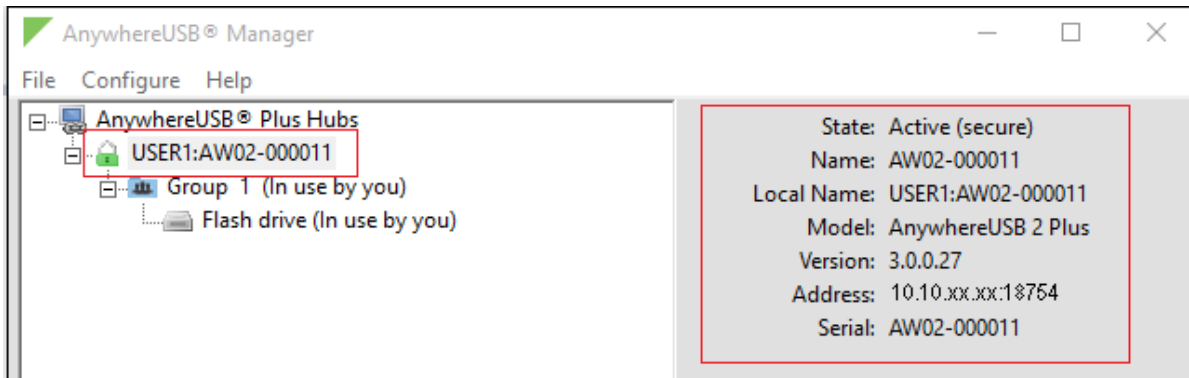 AnywhereUSB® Manager
File Configure Help
AnywhereUSB® Plus Hubs
USER1:AW02-000011
Group 1 (In use by you)
Flash drive (In use by you)
State: Active (secure)
Name: AW02-000011
Local Name: USER1:AW02-000011
Model: AnywhereUSB 2 Plus
Version: 3.0.0.27
Address: 10.10.xx.xx:18754
Serial: AW02-000011